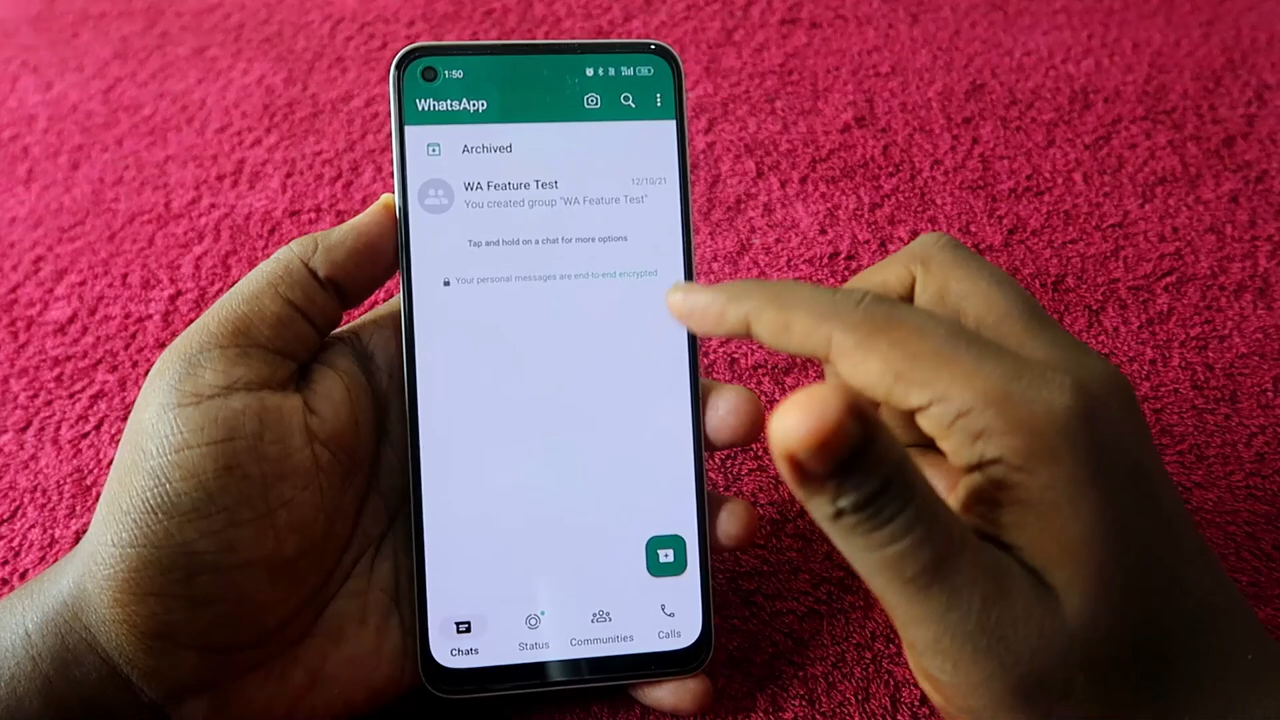 1:50
WhatsApp
Archived
WA Feature Test
12/10/21
You created group "WA Feature Test"
Tap and hold on a chat for more options
Your personal messages are end-to-end encrypted
Chats
Status
Communities
Calls